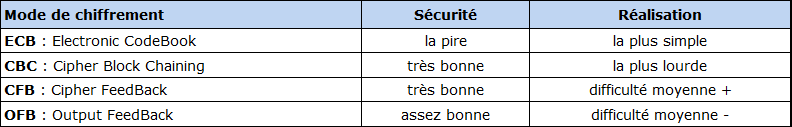 Mode de chiffrement Sécurité Réalisation
ECB : Electronic CodeBook la pire la plus simple
CBC : Cipher Block Chaining très bonne la plus lourde
CFB : Cipher FeedBack très bonne difficulté moyenne +
OFB : Output FeedBack assez bonne difficulté moyenne -